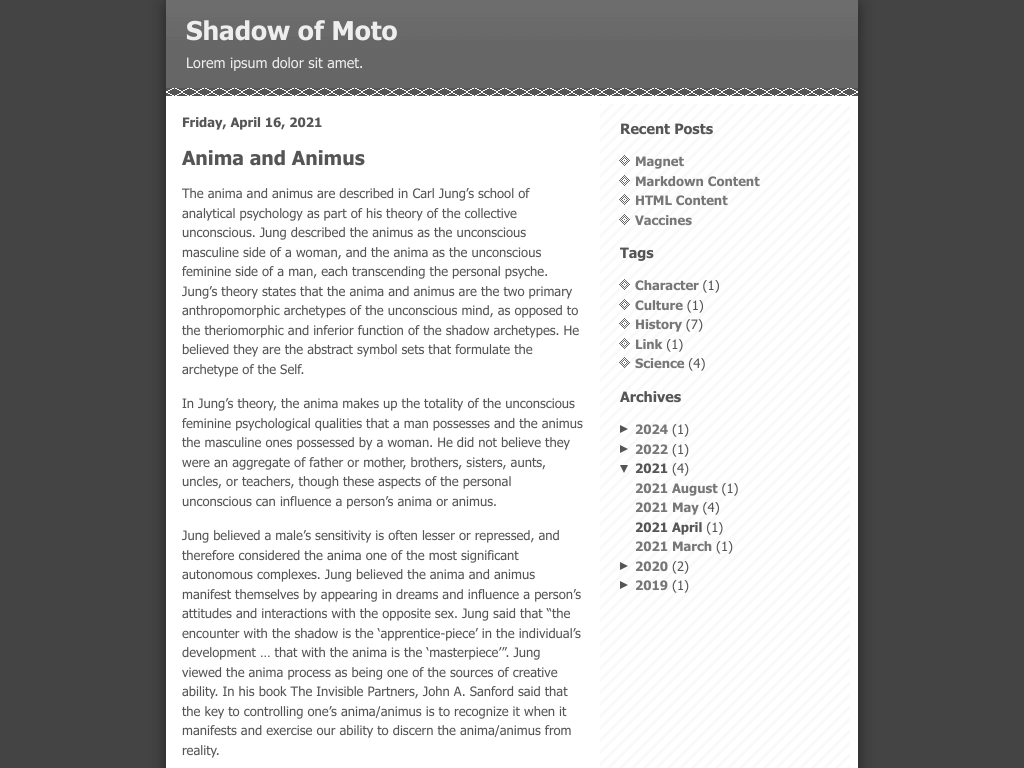 Shadow of Moto
Lorem ipsum dolor sit amet.
Friday, April 16, 2021
Anima and Animus
The anima and animus are described in Carl Jung’s school of
analytical psychology as part of his theory of the collective
unconscious. Jung described the animus as the unconscious
masculine side of a woman, and the anima as the unconscious
feminine side of a man, each transcending the personal psyche.
Jung’s theory states that the anima and animus are the two primary
anthropomorphic archetypes of the unconscious mind, as opposed to
the theriomorphic and inferior function of the shadow archetypes. He
believed they are the abstract symbol sets that formulate the
archetype of the Self.
In Jung’s theory, the anima makes up the totality of the unconscious
feminine psychological qualities that a man possesses and the animus
the masculine ones possessed by a woman. He did not believe they
were an aggregate of father or mother, brothers, sisters, aunts,
uncles, or teachers, though these aspects of the personal
unconscious can influence a person’s anima or animus.
Jung believed a male’s sensitivity is often lesser or repressed, and
therefore considered the anima one of the most significant
autonomous complexes. Jung believed the anima and animus
manifest themselves by appearing in dreams and influence a person’s
attitudes and interactions with the opposite sex. Jung said that “the
encounter with the shadow is the ‘apprentice-piece’ in the individual’s
development … that with the anima is the ‘masterpiece’”. Jung
viewed the anima process as being one of the sources of creative
ability. In his book The Invisible Partners, John A. Sanford said that
the key to controlling one’s anima/animus is to recognize it when it
manifests and exercise our ability to discern the anima/animus from
reality.
Recent Posts
Magnet
Markdown Content
HTML Content
Vaccines
Tags
Character (1)
Culture (1)
History (7)
Link (1)
Science (4)
Archives
► 2024 (1)
► 2022 (1)
▼ 2021 (4)
2021 August (1)
2021 May (4)
2021 April (1)
2021 March (1)
► 2020 (2)
► 2019 (1)